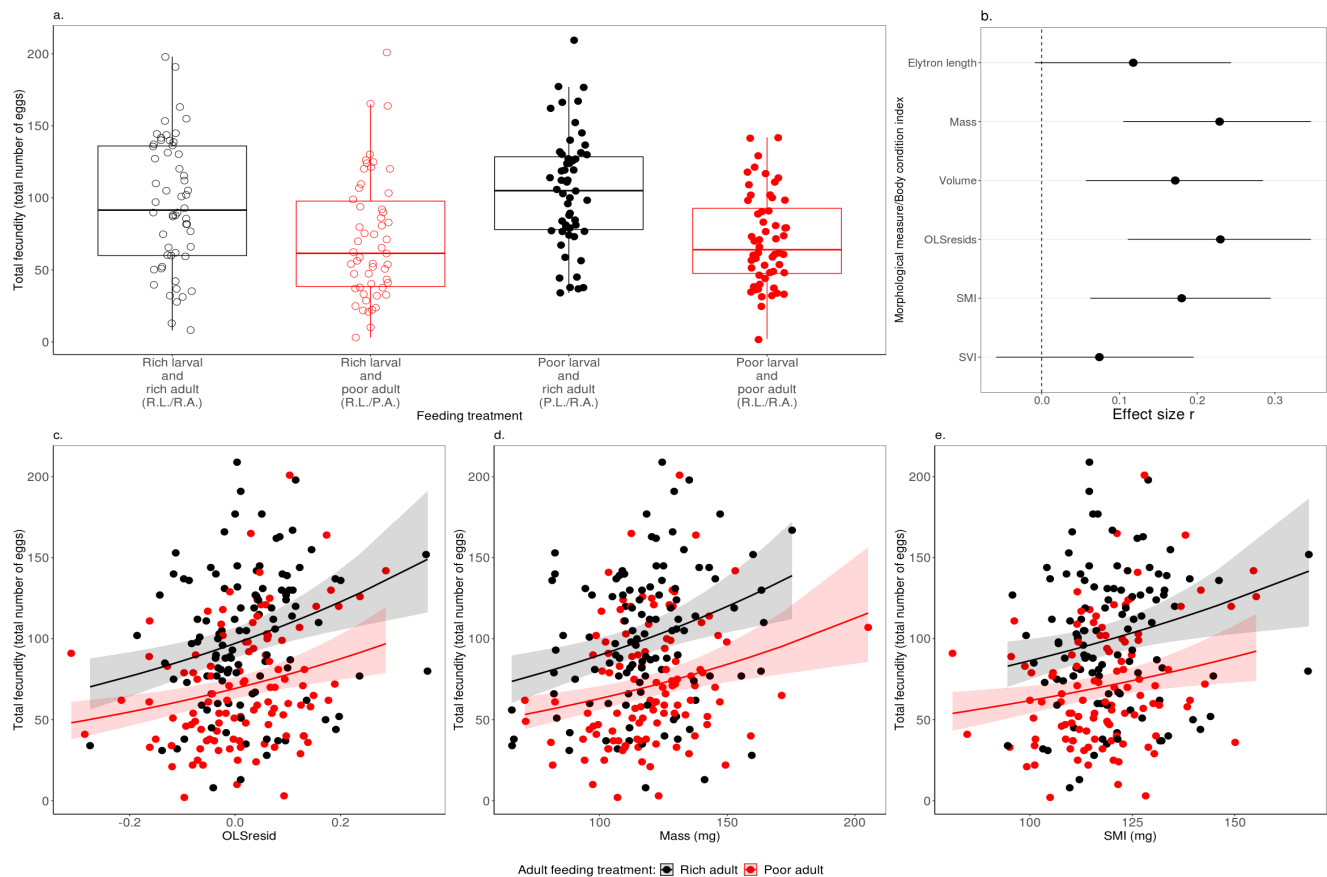 a.
Total fecundity (total number of eggs)
200
150
100
50
0
Rich larval
and
rich adult
(R.L./R.A.)
Rich larval
and
poor adult
(R.L./P.A.)
Poor larval
and
rich adult
(P.L./R.A.)
Poor larval
and
poor adult
(R.L./R.A.)
Feeding treatment
b.
Morphological measure/Body condition index
Elytron length
Mass
Volume
OLSresids
SMI
SVI
0.0
0.1
0.2
0.3
Effect size r
c.
Total fecundity (total number of eggs)
200
150
100
50
0
-0.2
0.0
0.2
OLSresid
d.
Total fecundity (total number of eggs)
200
150
100
50
0
100
150
200
Mass (mg)
e.
Total fecundity (total number of eggs)
200
150
100
50
0
100
125
150
SMI (mg)
Adult feeding treatment: Rich adult Poor adult